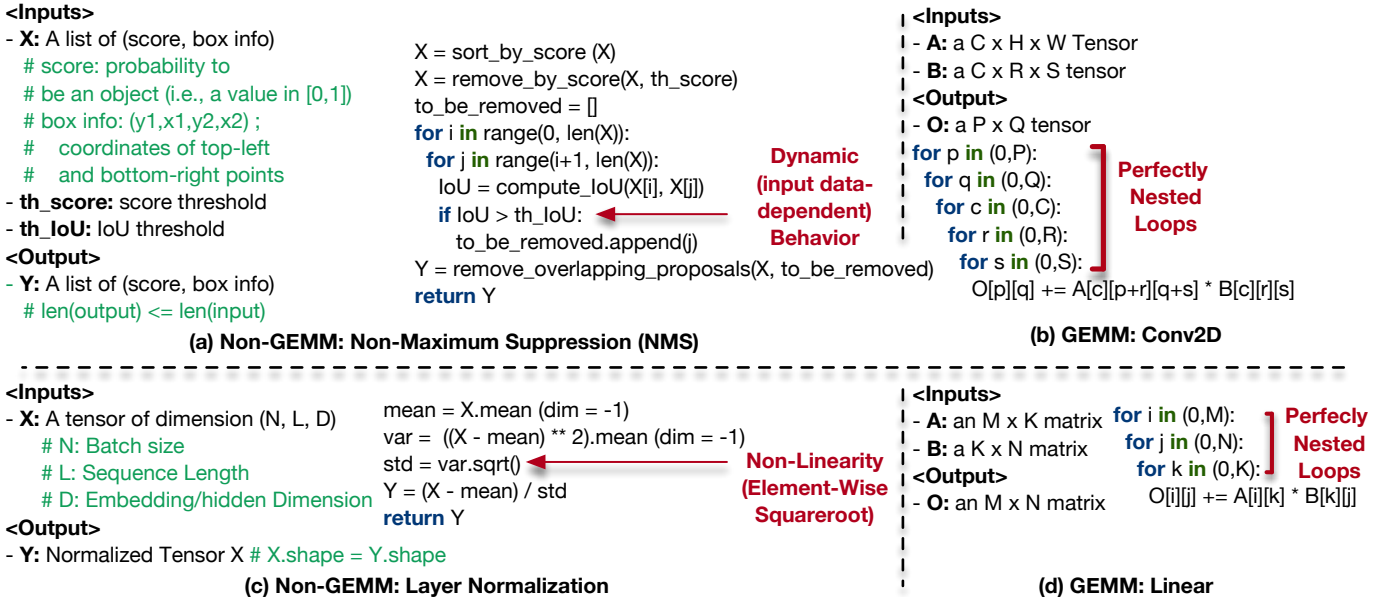 <Inputs>
- X: A list of (score, box info)
# score: probability to
# be an object (i.e., a value in [0,1])
# box info: (y1,x1,y2,x2) ;
# coordinates of top-left
# and bottom-right points
- th_score: score threshold
- th_IoU: IoU threshold
<Output>
- Y: A list of (score, box info)
# len(output) <= len(input)
X = sort_by_score (X)
X = remove_by_score(X, th_score)
to_be_removed = []
for i in range(0, len(X)):
for j in range(i+1, len(X)):
IoU = compute_IoU(X[i], X[j])
if IoU > th_IoU:
to_be_removed.append(j)
Y = remove_overlapping_proposals(X, to_be_removed)
return Y
Dynamic
(input data-
dependent)
Behavior
(a) Non-GEMM: Non-Maximum Suppression (NMS)
<Inputs>
- A: a C x H x W Tensor
- B: a C x R x S tensor
<Output>
- O: a P x Q tensor
for p in (0,P):
for q in (0,Q):
for c in (0,C):
for r in (0,R):
for s in (0,S):
O[p][q] += A[c][p+r][q+s] * B[c][r][s]
Perfectly
Nested
Loops
(b) GEMM: Conv2D
<Inputs>
- X: A tensor of dimension (N, L, D)
# N: Batch size
# L: Sequence Length
# D: Embedding/hidden Dimension
<Output>
- Y: Normalized Tensor X # X.shape = Y.shape
mean = X.mean (dim = -1)
var = ((X - mean) ** 2).mean (dim = -1)
std = var.sqrt()
Y = (X - mean) / std
return Y
Non-Linearity
(Element-Wise
Squareroot)
(c) Non-GEMM: Layer Normalization
<Inputs>
- A: an M x K matrix
- B: a K x N matrix
<Output>
- O: an M x N matrix
for i in (0,M):
for j in (0,N):
for k in (0,K):
O[i][j] += A[i][k] * B[k][j]
Perfecly
Nested
Loops
(d) GEMM: Linear